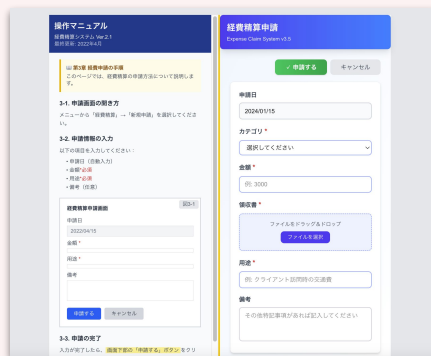 操作マニュアル
経費精算システム Ver.2.1
最終更新: 2022年4月
第3章 経費申請の手順
このページでは、経費精算の申請方法について説明しま
す。
3-1. 申請画面の開き方
メニューから「経費精算」→「新規申請」を選択してくださ
い。
3-2. 申請情報の入力
以下の項目を入力してください：
• 申請日（自動入力）
• 金額*必須
• 用途*必須
• 備考（任意）
図3-1
経費精算申請画面
申請日
2022/04/15
金額 *
用途 *
備考
申請する
キャンセル
3-3. 申請の完了
入力が完了したら、画面下部の「申請する」ボタン をクリ
経費精算申請
Expense Claim System v3.5
✓ 申請する
キャンセル
申請日
2024/01/15
カテゴリ *
選択してください
金額 *
例: 3000
領収書 *
ファイルをドラッグ&ドロップ
ファイルを選択
用途 *
例: クライアント訪問時の交通費
備考
その他特記事項があれば記入してください